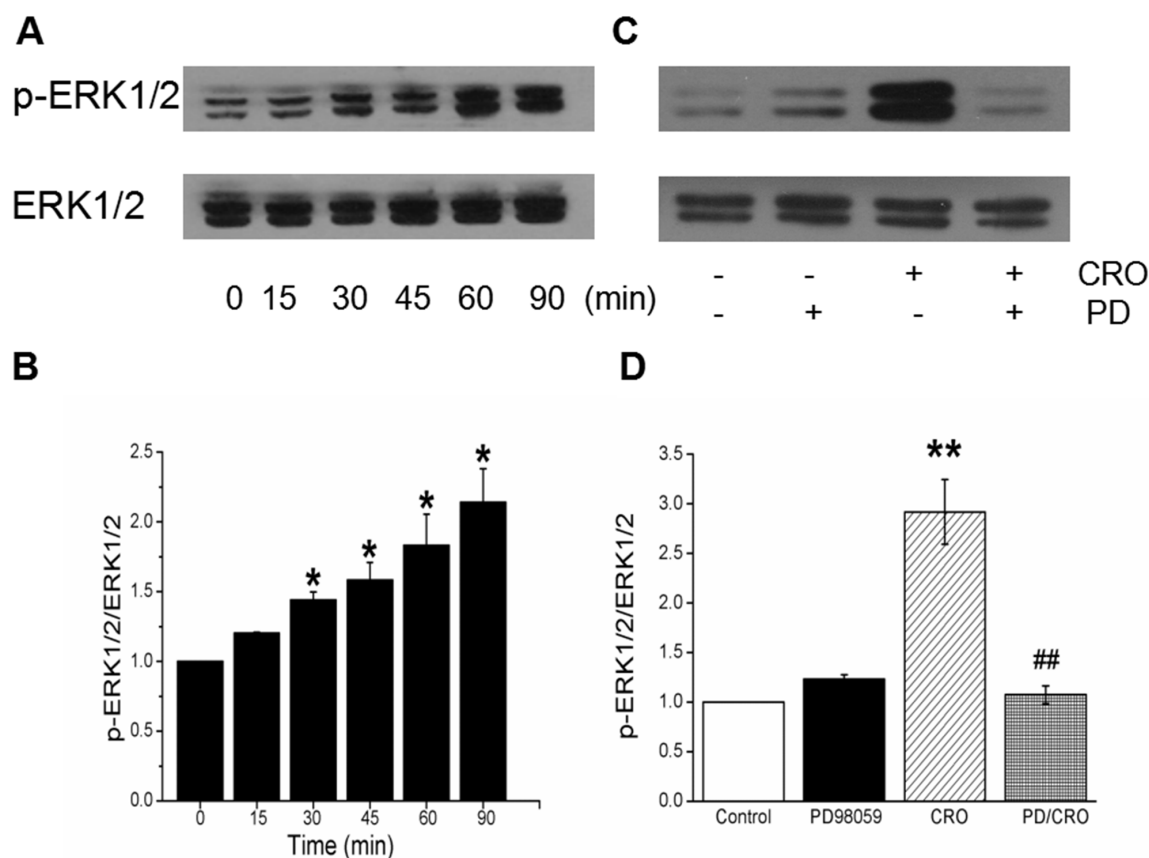 A
C
p-ERK1/2
ERK1/2
0 15 30 45 60 90 (min)
- - + + CRO
- + - + PD
B
D
p-ERK1/2/ERK1/2
2.5
2.0
1.5
1.0
0.5
0.0
* * * *
0 15 30 45 60 90
Time (min)
p-ERK1/2/ERK1/2
3.5
3.0
2.5
2.0
1.5
1.0
0.5
0.0
**
##
Control PD98059 CRO PD/CRO